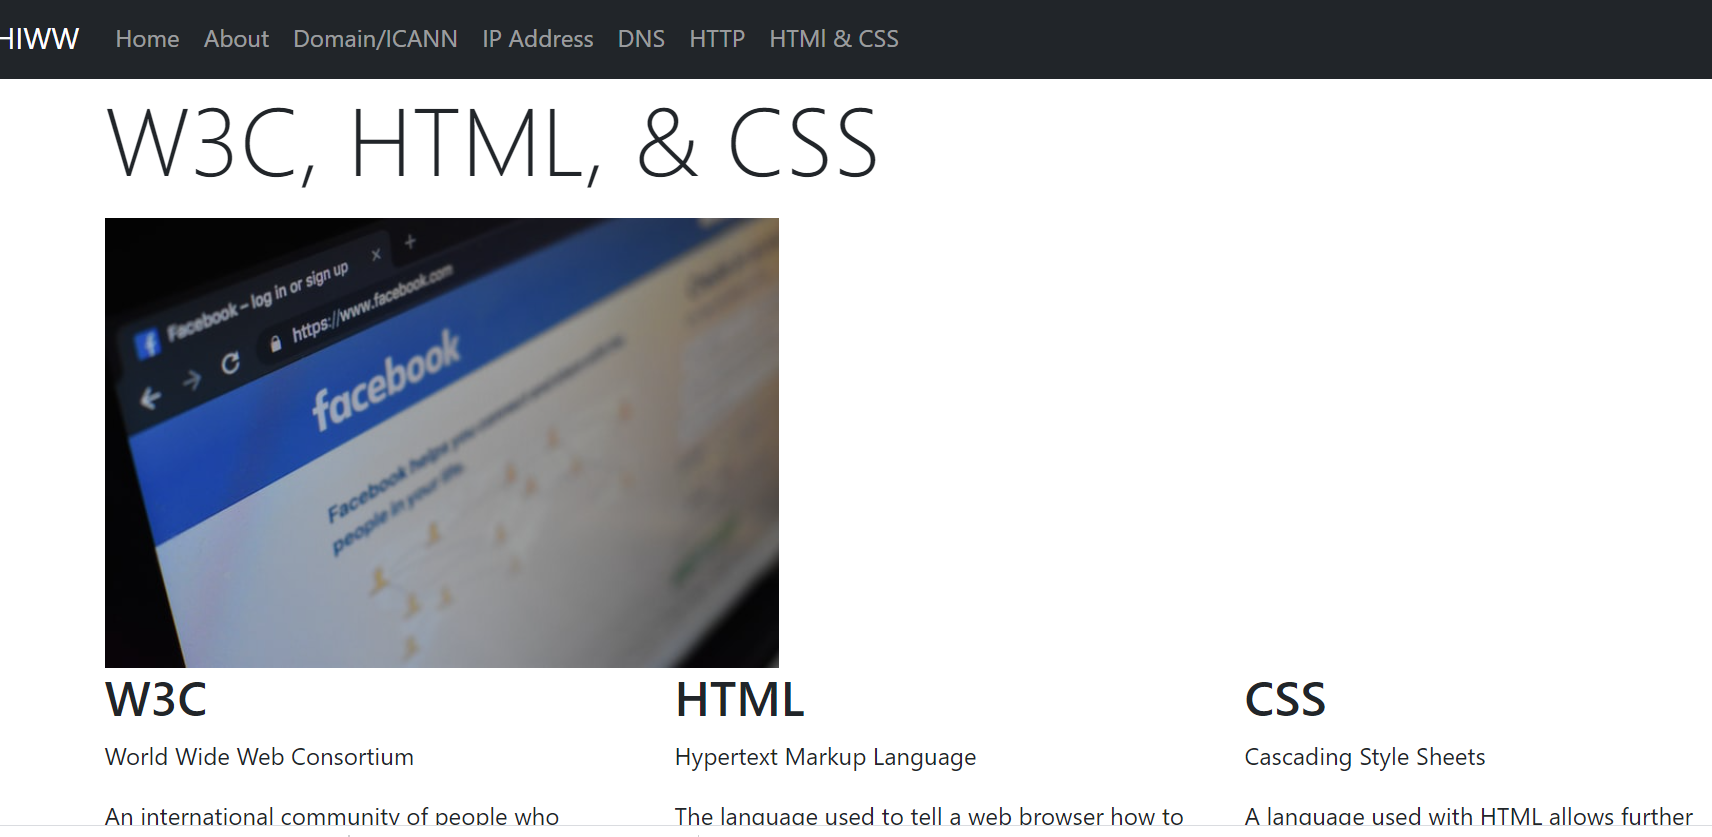 HIWW Home About Domain/ICANN IP Address DNS HTTP HTMl & CSS
W3C, HTML, & CSS
Facebook – log in or sign up
https://www.facebook.com
facebook
Facebook helps you connect and share with
people in your life.
W3C
World Wide Web Consortium
An international community of people who
HTML
Hypertext Markup Language
The language used to tell a web browser how to
CSS
Cascading Style Sheets
A language used with HTML allows further